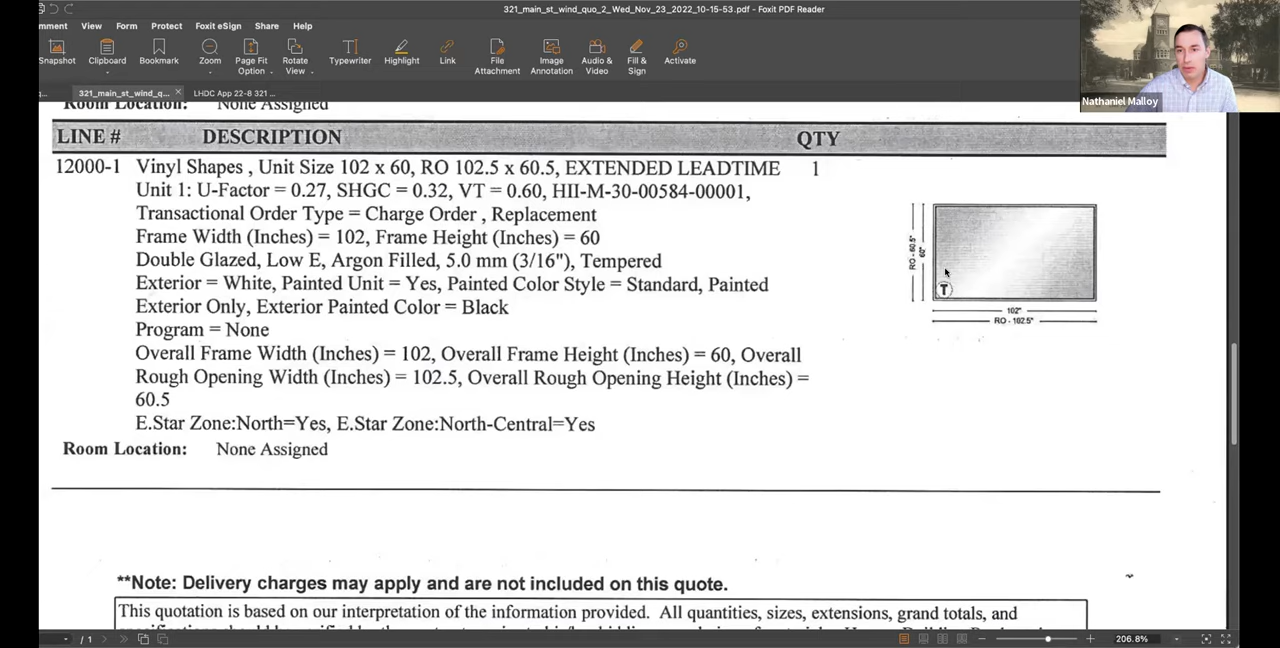 321_main_st_wind_quo_2_Wed_Nov_23_2022_10-15-53.pdf - Foxit PDF Reader
mment View Form Protect Foxit eSign Share Help
Snapshot Clipboard Bookmark Zoom Page Fit Option Rotate View Typewriter Highlight Link File Attachment Image Annotation Audio & Video Fill & Sign Activate
Nathaniel Malloy
q... 321_main_st_wind_q... × LHDC App 22-8 321 ...
Room Location: None Assigned
LINE # DESCRIPTION QTY
12000-1 Vinyl Shapes , Unit Size 102 x 60, RO 102.5 x 60.5, EXTENDED LEADTIME 1
Unit 1: U-Factor = 0.27, SHGC = 0.32, VT = 0.60, HII-M-30-00584-00001,
Transactional Order Type = Charge Order , Replacement
Frame Width (Inches) = 102, Frame Height (Inches) = 60
Double Glazed, Low E, Argon Filled, 5.0 mm (3/16"), Tempered
Exterior = White, Painted Unit = Yes, Painted Color Style = Standard, Painted
Exterior Only, Exterior Painted Color = Black
Program = None
Overall Frame Width (Inches) = 102, Overall Frame Height (Inches) = 60, Overall
Rough Opening Width (Inches) = 102.5, Overall Rough Opening Height (Inches) =
60.5
E.Star Zone:North=Yes, E.Star Zone:North-Central=Yes
Room Location: None Assigned
RO - 60.5"
60"
T
102"
RO - 102.5"
**Note: Delivery charges may apply and are not included on this quote.
This quotation is based on our interpretation of the information provided. All quantities, sizes, extensions, grand totals, and
/ 1
206.8%